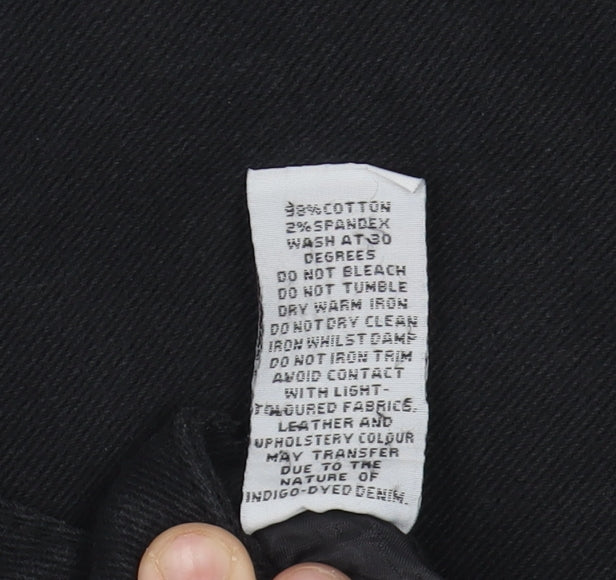 98%COTTON
2%SPANDEX
WASH AT 30
DEGREES
DO NOT BLEACH
DO NOT TUMBLE
DRY WARM IRON
DO NOT DRY CLEAN
IRON WHILST DAMP
DO NOT IRON TRIM
AVOID CONTACT
WITH LIGHT-
COLOURED FABRICS.
LEATHER AND
UPHOLSTERY COLOUR
MAY TRANSFER
DUE TO THE
NATURE OF
INDIGO-DYED DENIM.